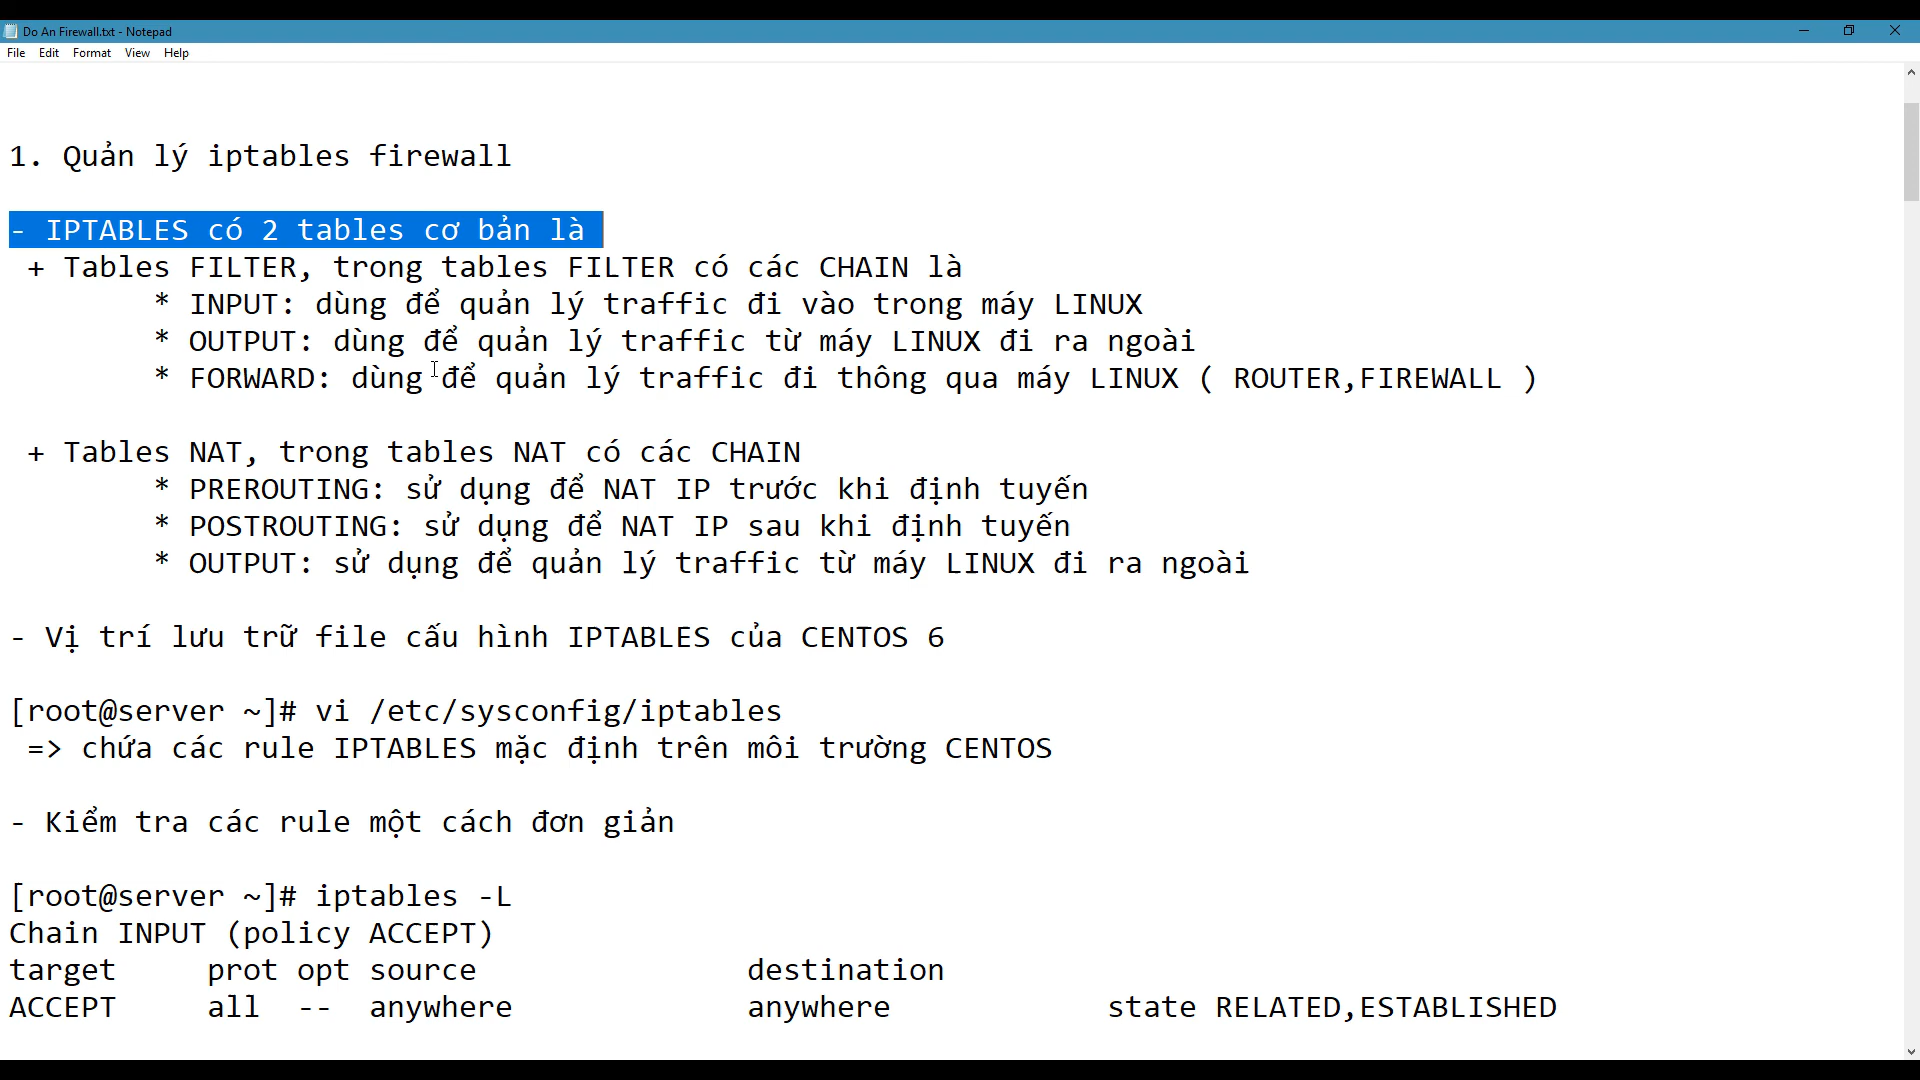 Do An Firewall.txt - Notepad
File Edit Format View Help
1. Quản lý iptables firewall
- IPTABLES có 2 tables cơ bản là
+ Tables FILTER, trong tables FILTER có các CHAIN là
* INPUT: dùng để quản lý traffic đi vào trong máy LINUX
* OUTPUT: dùng để quản lý traffic từ máy LINUX đi ra ngoài
* FORWARD: dùng để quản lý traffic đi thông qua máy LINUX ( ROUTER,FIREWALL )
+ Tables NAT, trong tables NAT có các CHAIN
* PREROUTING: sử dụng để NAT IP trước khi định tuyến
* POSTROUTING: sử dụng để NAT IP sau khi định tuyến
* OUTPUT: sử dụng để quản lý traffic từ máy LINUX đi ra ngoài
- Vị trí lưu trữ file cấu hình IPTABLES của CENTOS 6
[root@server ~]# vi /etc/sysconfig/iptables
=> chứa các rule IPTABLES mặc định trên môi trường CENTOS
- Kiểm tra các rule một cách đơn giản
[root@server ~]# iptables -L
Chain INPUT (policy ACCEPT)
target prot opt source destination
ACCEPT all -- anywhere anywhere state RELATED,ESTABLISHED